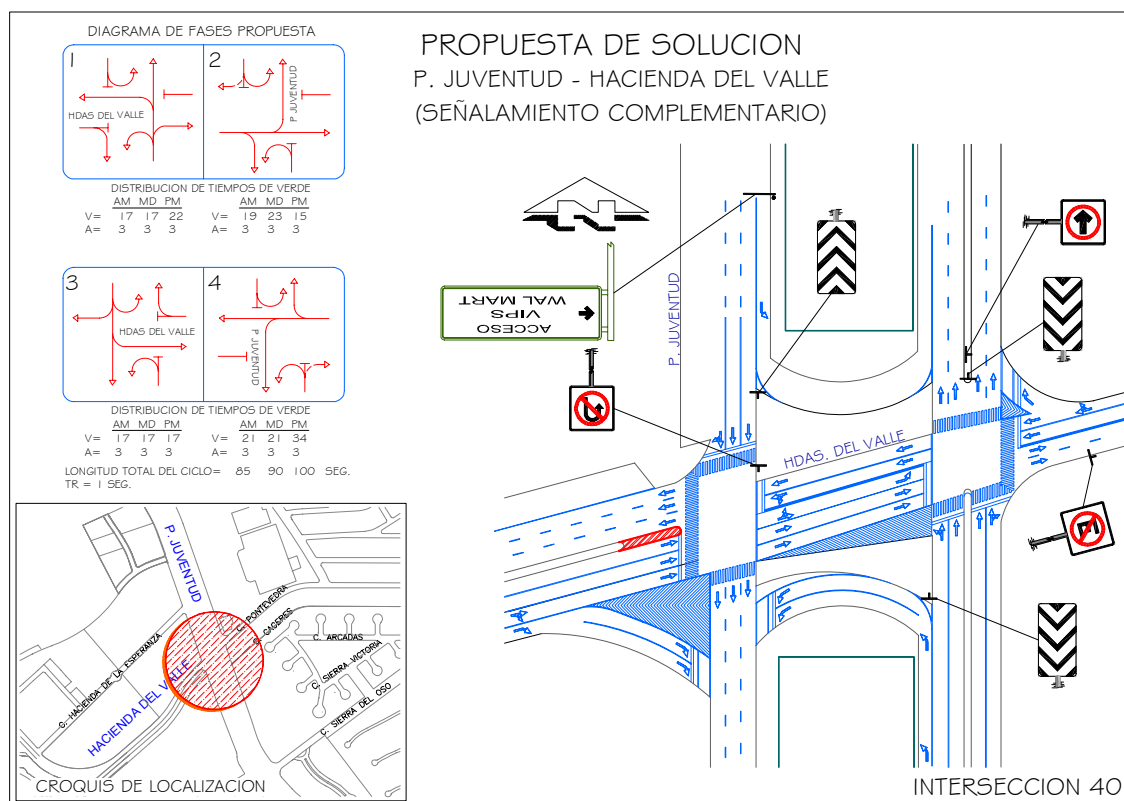 DIAGRAMA DE FASES PROPUESTA
1
2
HDAS DEL VALLE
P. JUVENTUD
DISTRIBUCION DE TIEMPOS DE VERDE
AM MD PM AM MD PM
V= 17 17 22 V= 19 23 15
A= 3 3 3 A= 3 3 3
3
4
HDAS DEL VALLE
P. JUVENTUD
DISTRIBUCION DE TIEMPOS DE VERDE
AM MD PM AM MD PM
V= 17 17 17 V= 21 21 34
A= 3 3 3 A= 3 3 3
LONGITUD TOTAL DEL CICLO= 85 90 100 SEG.
TR = 1 SEG.
PROPUESTA DE SOLUCION
P. JUVENTUD - HACIENDA DEL VALLE
(SEÑALAMIENTO COMPLEMENTARIO)
N
ACCESO
VIPS
WAL MART
P. JUVENTUD
HDAS. DEL VALLE
E
P. JUVENTUD
C. PONTEVEDRA
C. CACERES
C. ARCADAS
C. SIERRA VICTORIA
C. SIERRA DEL OSO
C. HACIENDA DE LA ESPERANZA
HACIENDA DEL VALLE
CROQUIS DE LOCALIZACION
INTERSECCION 40